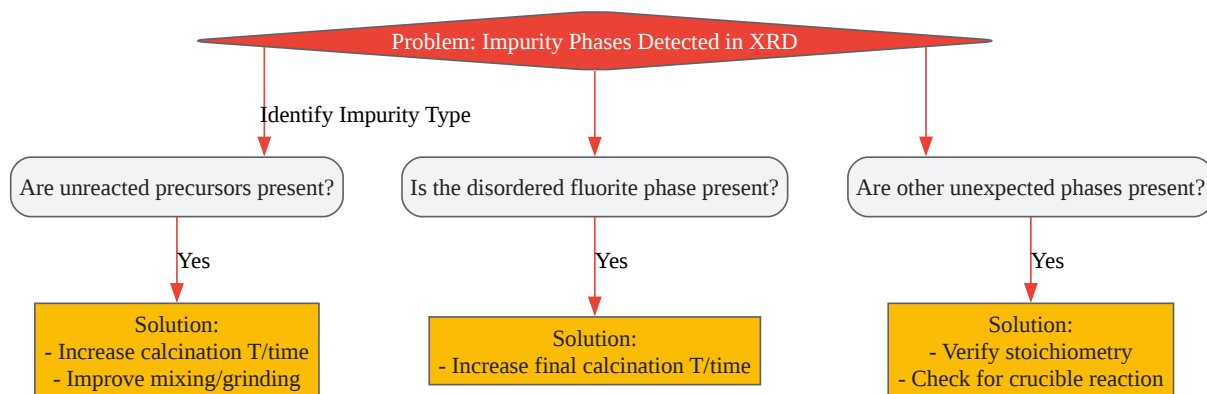 Problem: Impurity Phases Detected in XRD
Identify Impurity Type
Are unreacted precursors present?
Is the disordered fluorite phase present?
Are other unexpected phases present?
Yes
Yes
Yes
Solution:
- Increase calcination T/time
- Improve mixing/grinding
Solution:
- Increase final calcination T/time
Solution:
- Verify stoichiometry
- Check for crucible reaction